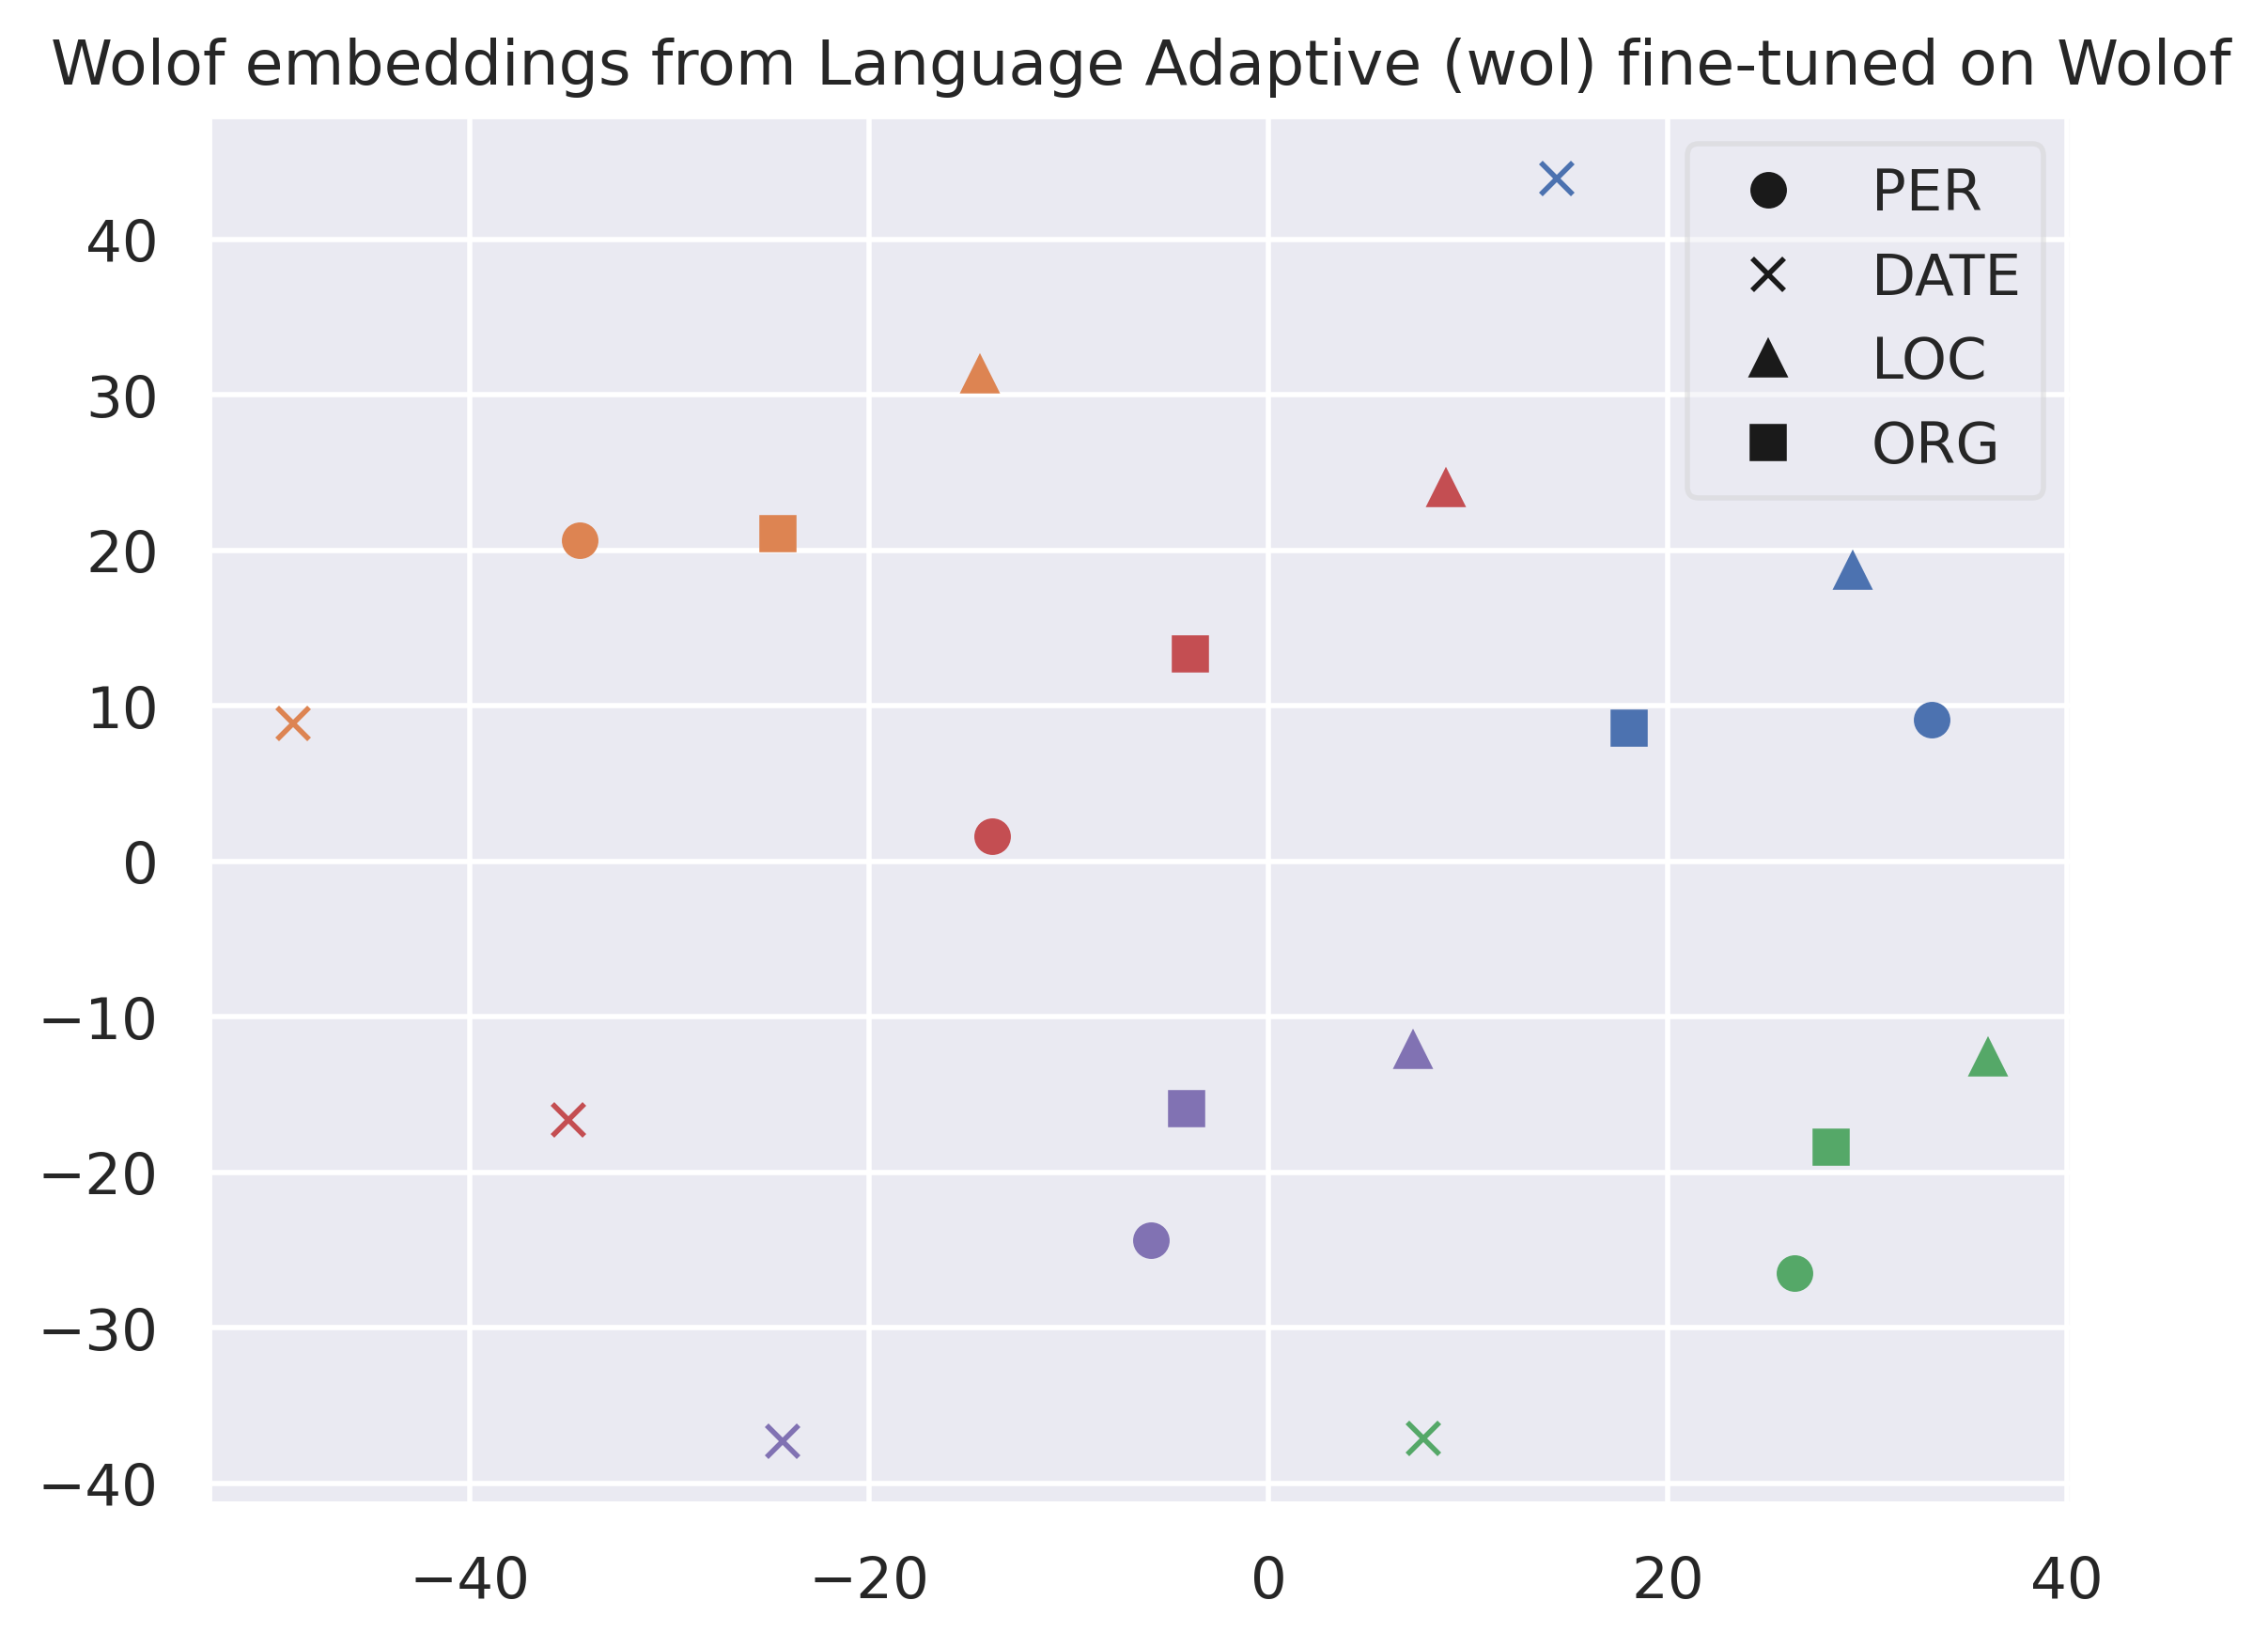 Wolof embeddings from Language Adaptive (wol) fine-tuned on Wolof
PER
DATE
LOC
ORG
40
30
20
10
0
−10
−20
−30
−40
−40 −20 0 20 40